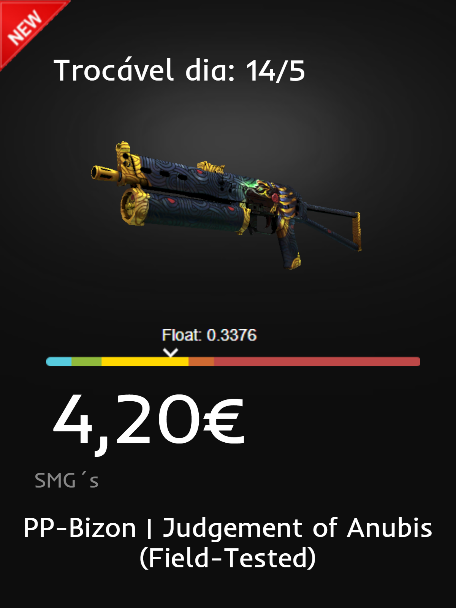 NEW
Trocável dia: 14/5
Float: 0.3376
4,20€
SMG´s
PP-Bizon | Judgement of Anubis
(Field-Tested)